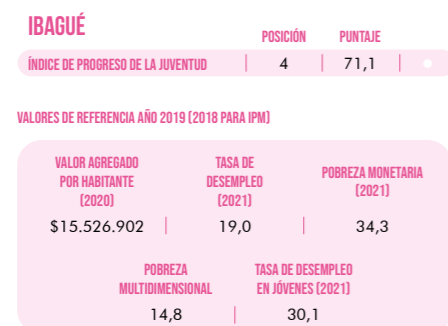 IBAGUÉ
POSICIÓN PUNTAJE
ÍNDICE DE PROGRESO DE LA JUVENTUD 4 71,1
VALORES DE REFERENCIA AÑO 2019 (2018 PARA IPM)
VALOR AGREGADO
POR HABITANTE
(2020)
$15.526.902
TASA DE
DESEMPLEO
(2021)
19,0
POBREZA MONETARIA
(2021)
34,3
POBREZA
MULTIDIMENSIONAL
14,8
TASA DE DESEMPLEO
EN JÓVENES (2021)
30,1